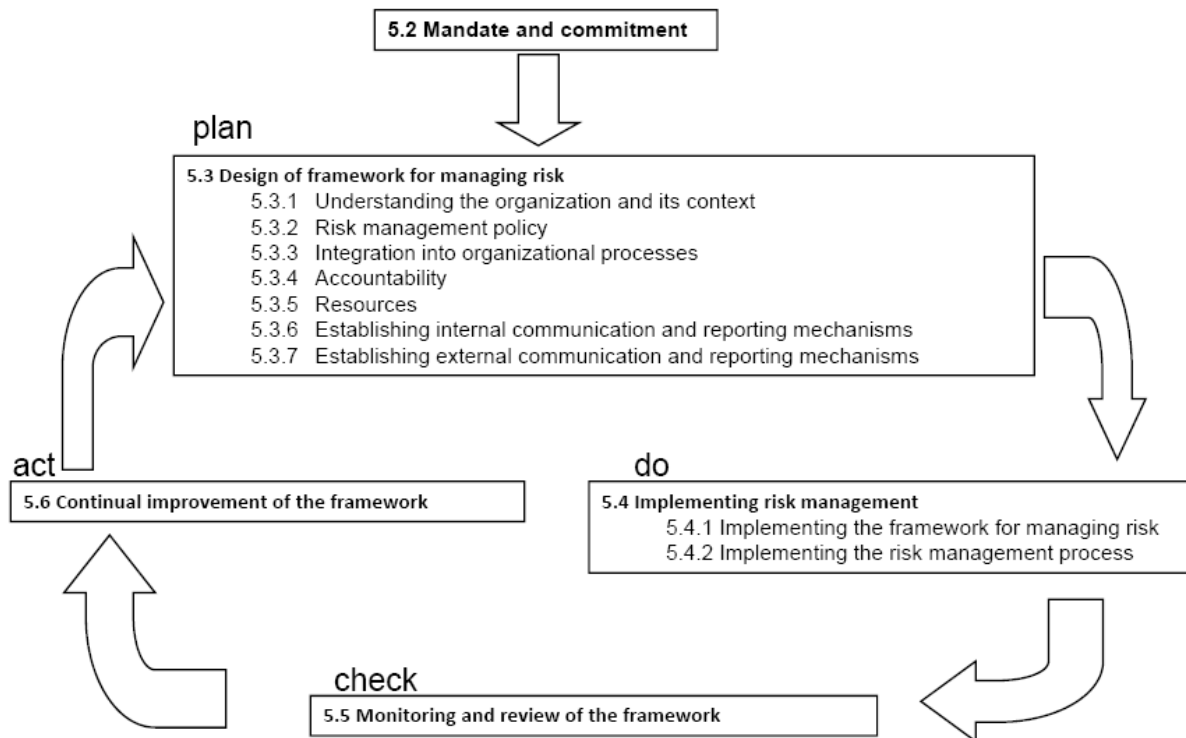 5.2 Mandate and commitment
plan
5.3 Design of framework for managing risk
5.3.1 Understanding the organization and its context
5.3.2 Risk management policy
5.3.3 Integration into organizational processes
5.3.4 Accountability
5.3.5 Resources
5.3.6 Establishing internal communication and reporting mechanisms
5.3.7 Establishing external communication and reporting mechanisms
act
5.6 Continual improvement of the framework
do
5.4 Implementing risk management
5.4.1 Implementing the framework for managing risk
5.4.2 Implementing the risk management process
check
5.5 Monitoring and review of the framework